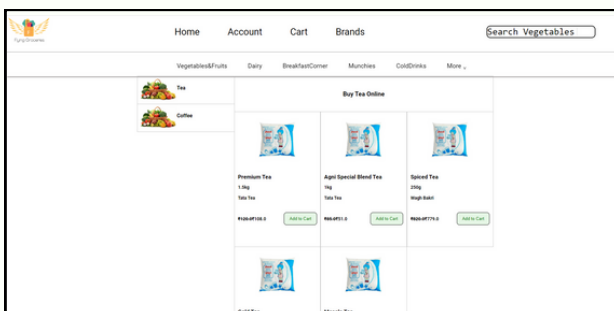 Flying Groceries
Home Account Cart Brands
Search Vegetables
Vegetables&Fruits Dairy BreakfastCorner Munchies ColdDrinks More
Tea
Coffee
Buy Tea Online
Premium Tea
1.5kg
Tata Tea
Add to Cart
Agni Special Blend Tea
1kg
Tata Tea
Add to Cart
Spiced Tea
250g
Wagh Bakri
Add to Cart